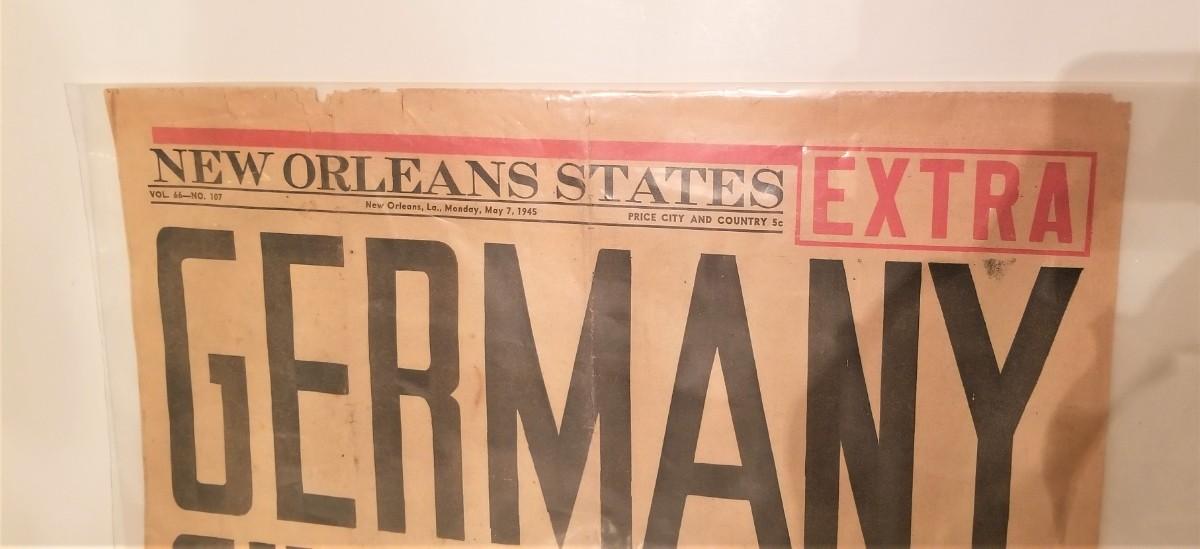 NEW ORLEANS STATES
EXTRA
VOL. 66—NO. 107
New Orleans, La., Monday, May 7, 1945
PRICE CITY AND COUNTRY 5c
GERMANY